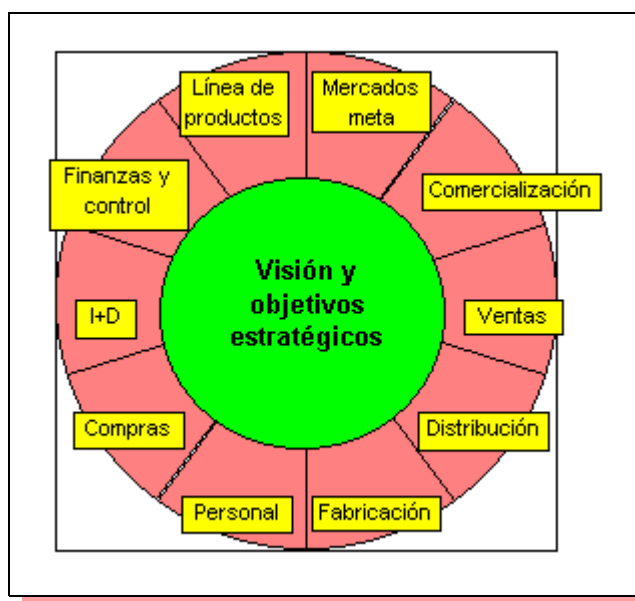 Línea de
productos
Mercados
meta
Finanzas y
control
Comercialización
Visión y
objetivos
estratégicos
I+D
Ventas
Compras
Distribución
Personal
Fabricación